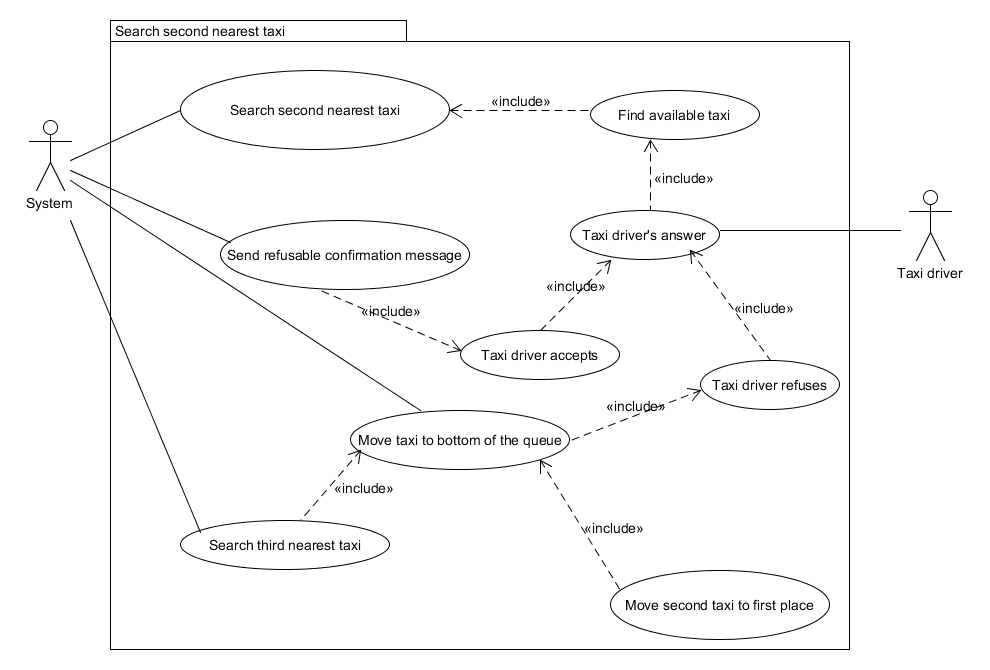 Search second nearest taxi
Search second nearest taxi
«include»
Find available taxi
«include»
System
Taxi driver's answer
Send refusable confirmation message
Taxi driver
«include»
«include»
«include»
Taxi driver accepts
Taxi driver refuses
«include»
Move taxi to bottom of the queue
«include»
«include»
Search third nearest taxi
Move second taxi to first place